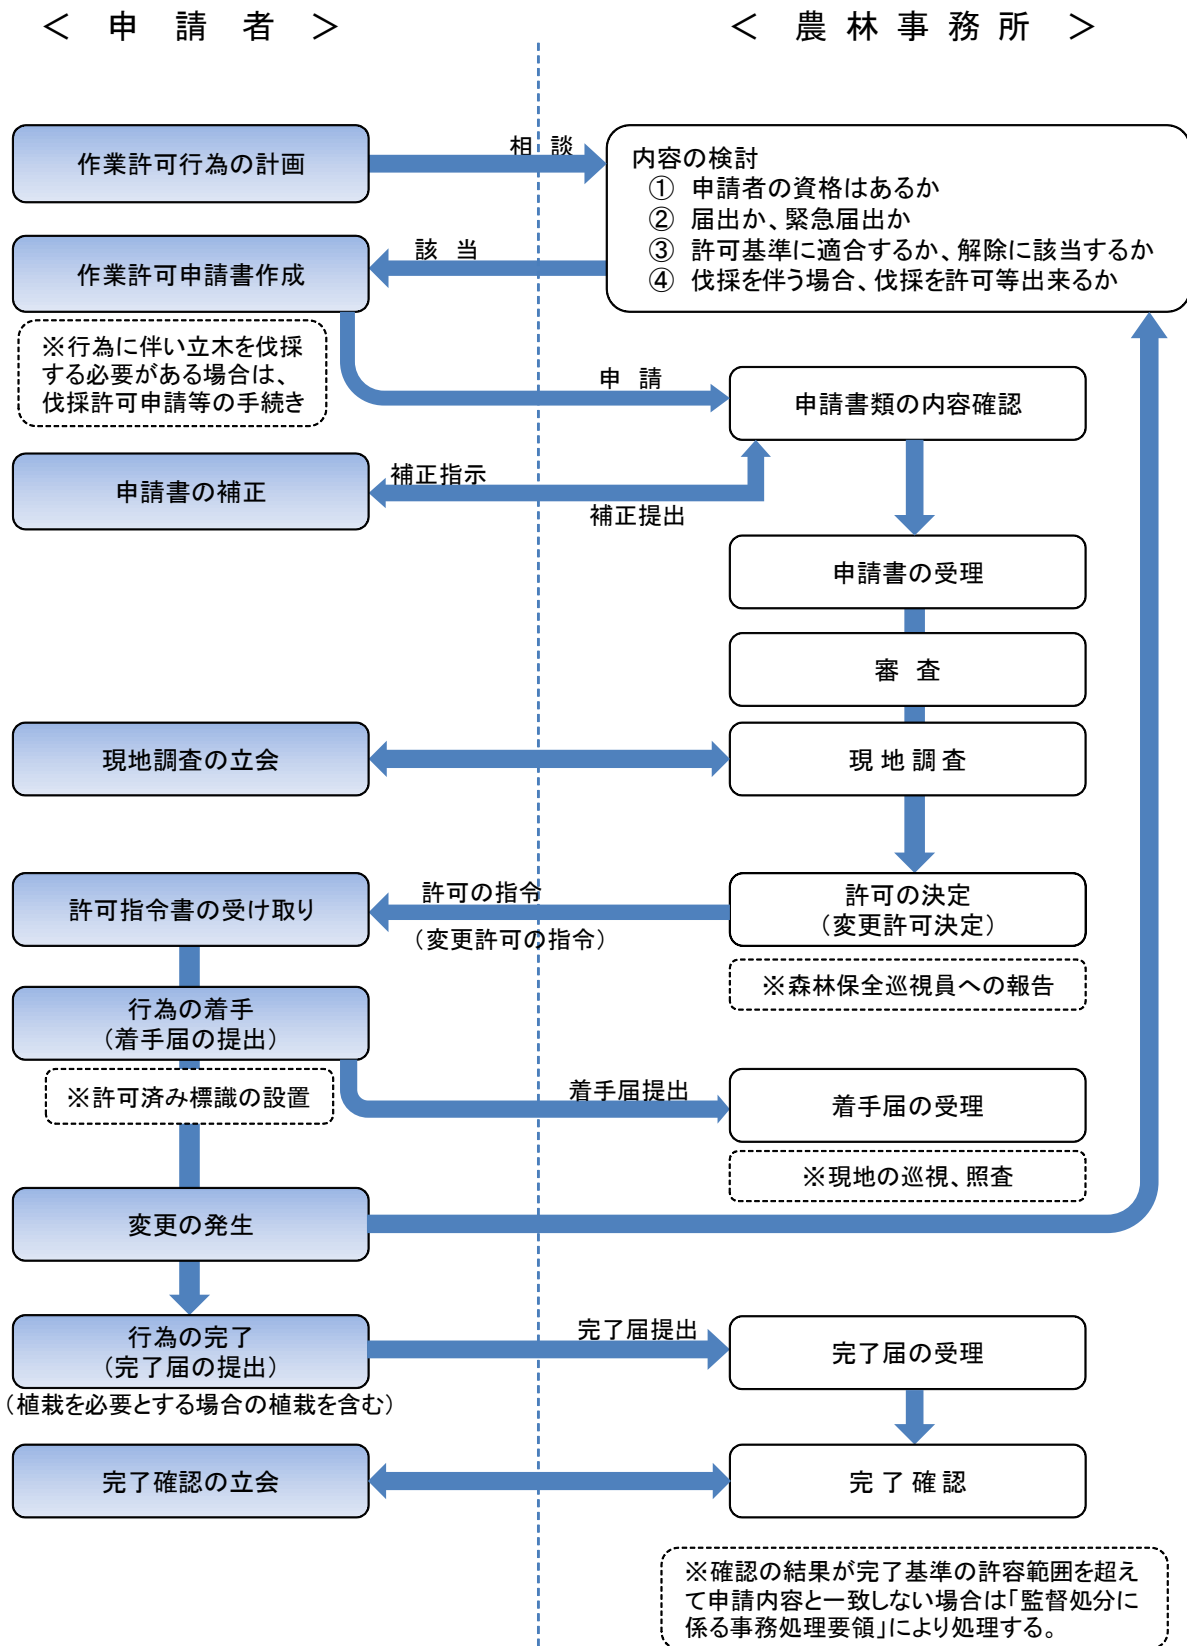 ＜ 申 請 者 ＞
＜ 農 林 事 務 所 ＞
作業許可行為の計画
相 談
内容の検討
① 申請者の資格はあるか
② 届出か、緊急届出か
③ 許可基準に適合するか、解除に該当するか
④ 伐採を伴う場合、伐採を許可等出来るか
該 当
作業許可申請書作成
※行為に伴い立木を伐採
する必要がある場合は、
伐採許可申請等の手続き
申 請
申請書類の内容確認
申請書の補正
補正指示
補正提出
申請書の受理
審 査
現地調査の立会
現 地 調 査
許可指令書の受け取り
許可の指令
（変更許可の指令）
許可の決定
（変更許可決定）
※森林保全巡視員への報告
行為の着手
（着手届の提出）
※許可済み標識の設置
着手届提出
着手届の受理
※現地の巡視、照査
変更の発生
行為の完了
（完了届の提出）
（植栽を必要とする場合の植栽を含む）
完了届提出
完了届の受理
完了確認の立会
完 了 確 認
※確認の結果が完了基準の許容範囲を超え
て申請内容と一致しない場合は「監督処分に
係る事務処理要領」により処理する。